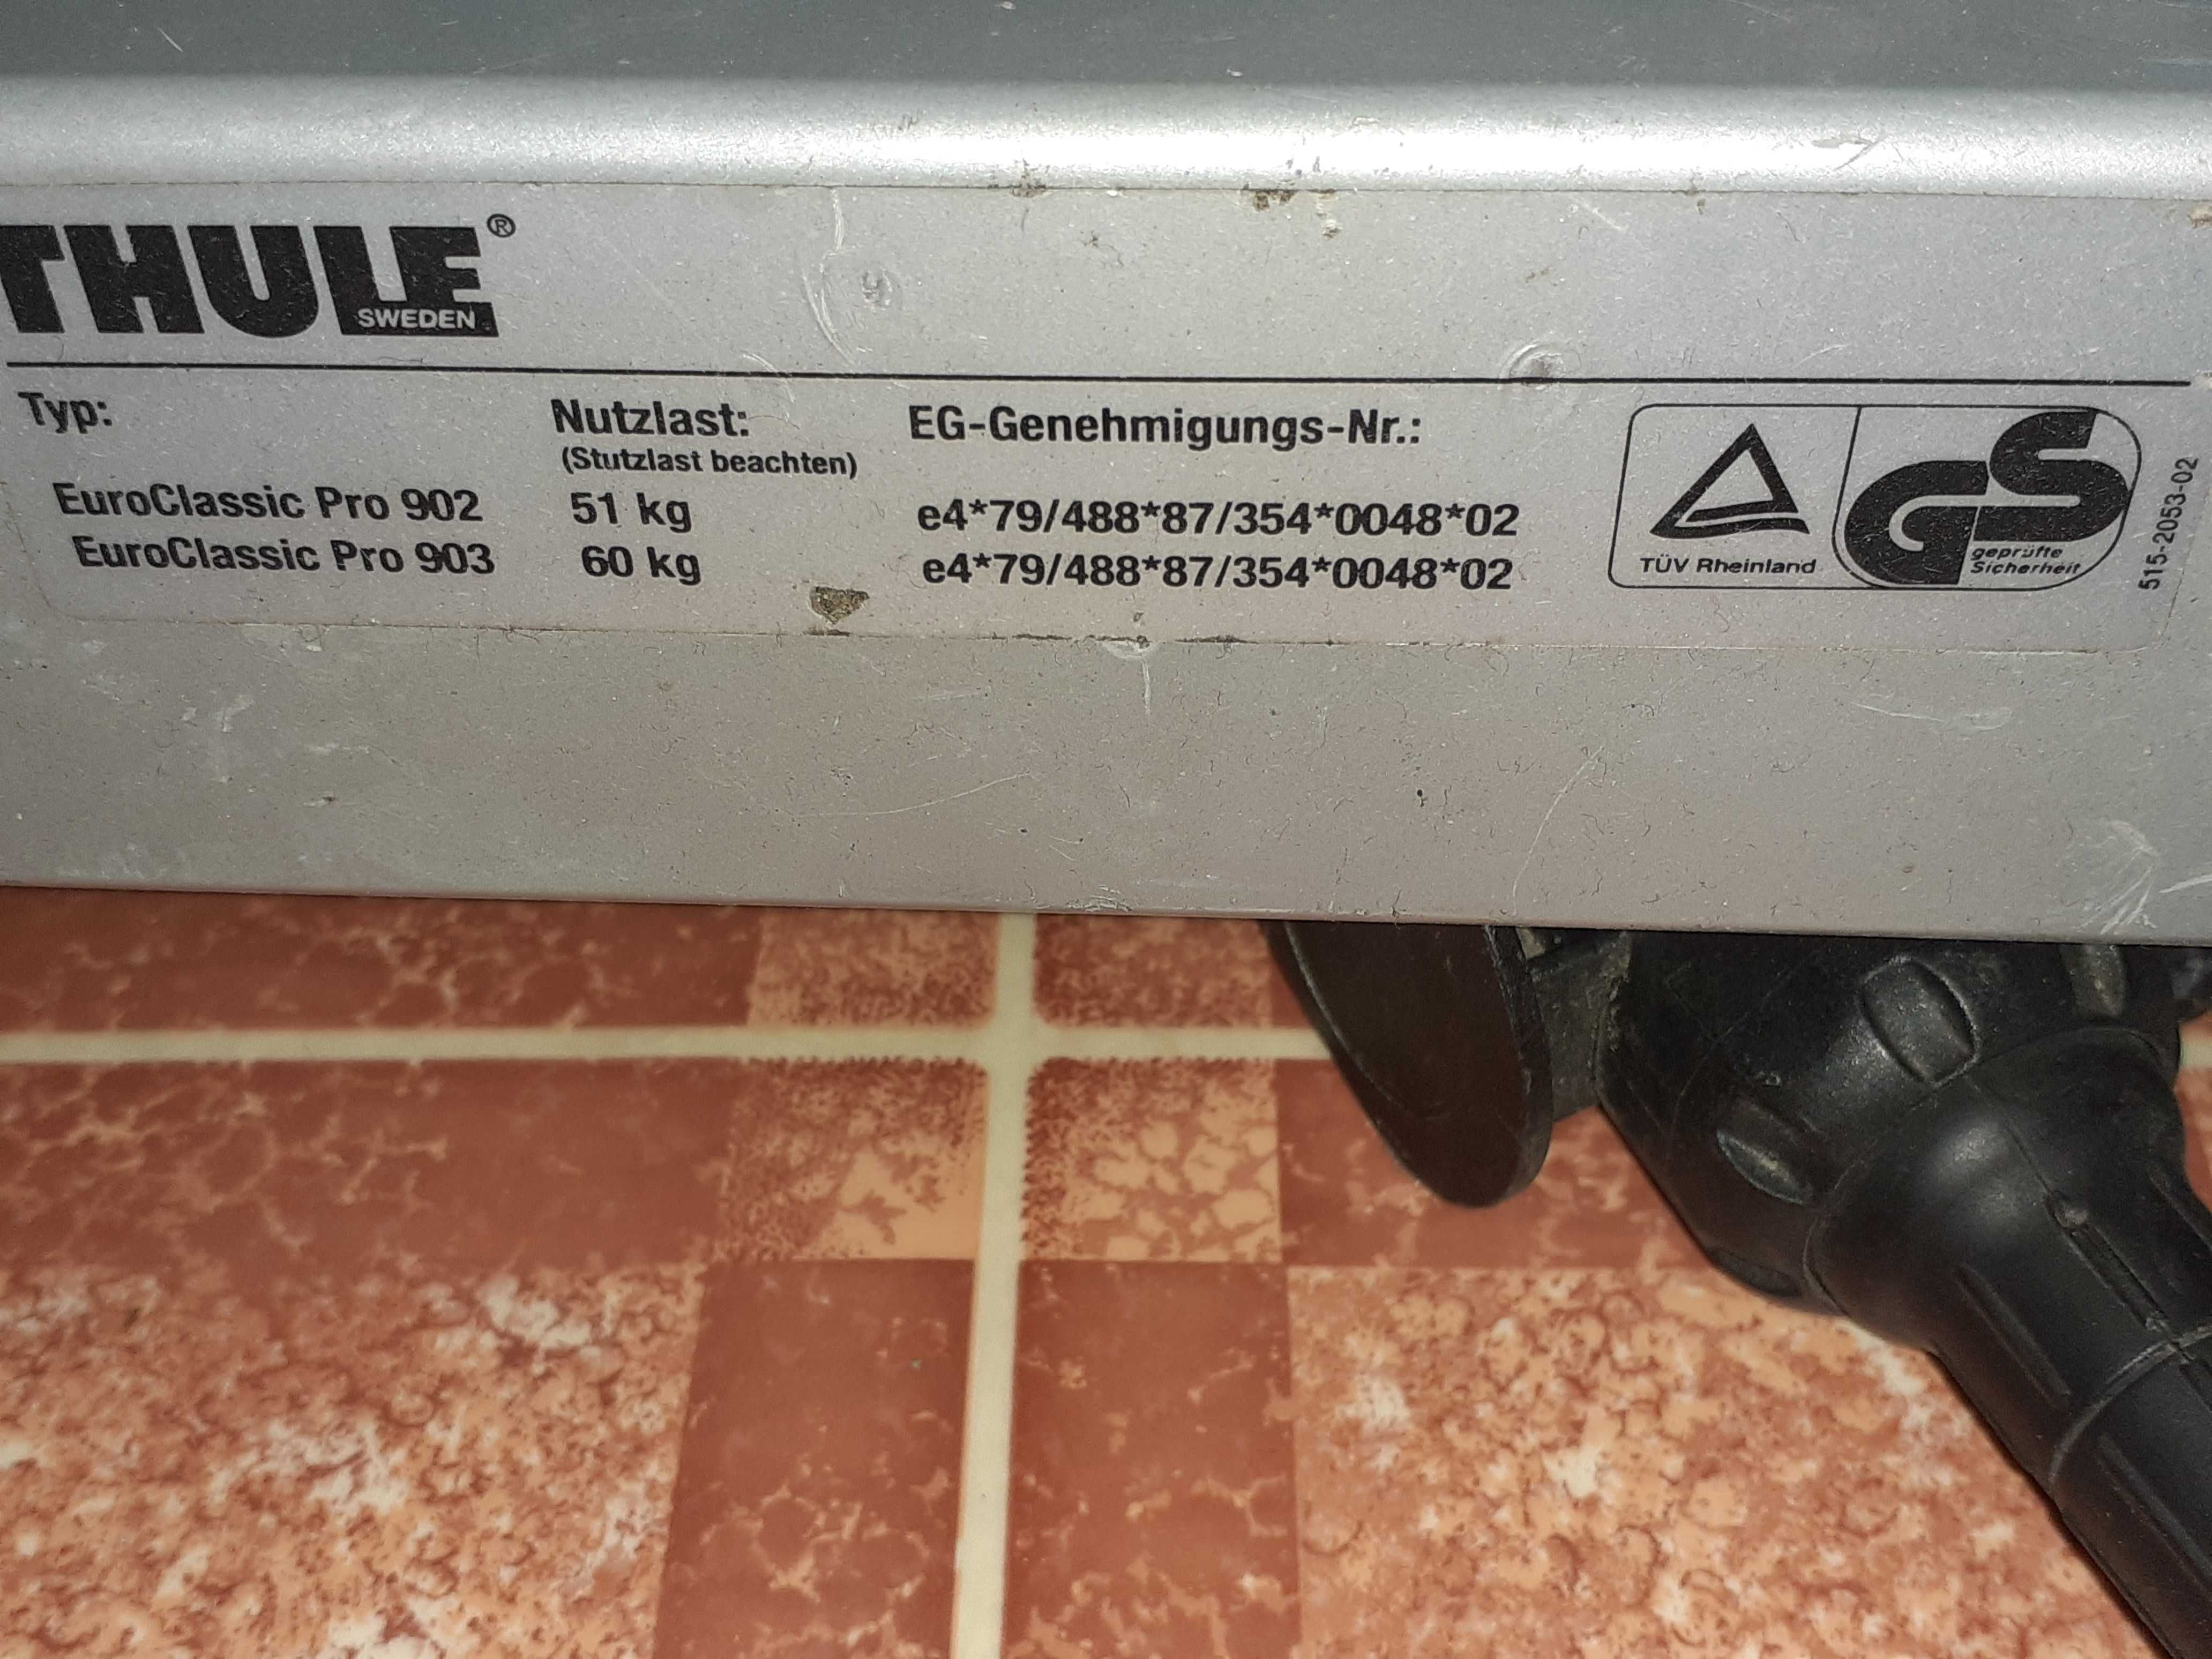 THULE®
SWEDEN
Typ: Nutzlast: EG-Genehmigungs-Nr.:
(Stutzlast beachten)
EuroClassic Pro 902 51 kg e4*79/488*87/354*0048*02
EuroClassic Pro 903 60 kg e4*79/488*87/354*0048*02
TÜV Rheinland
GS
geprüfte
Sicherheit
515-2053-02